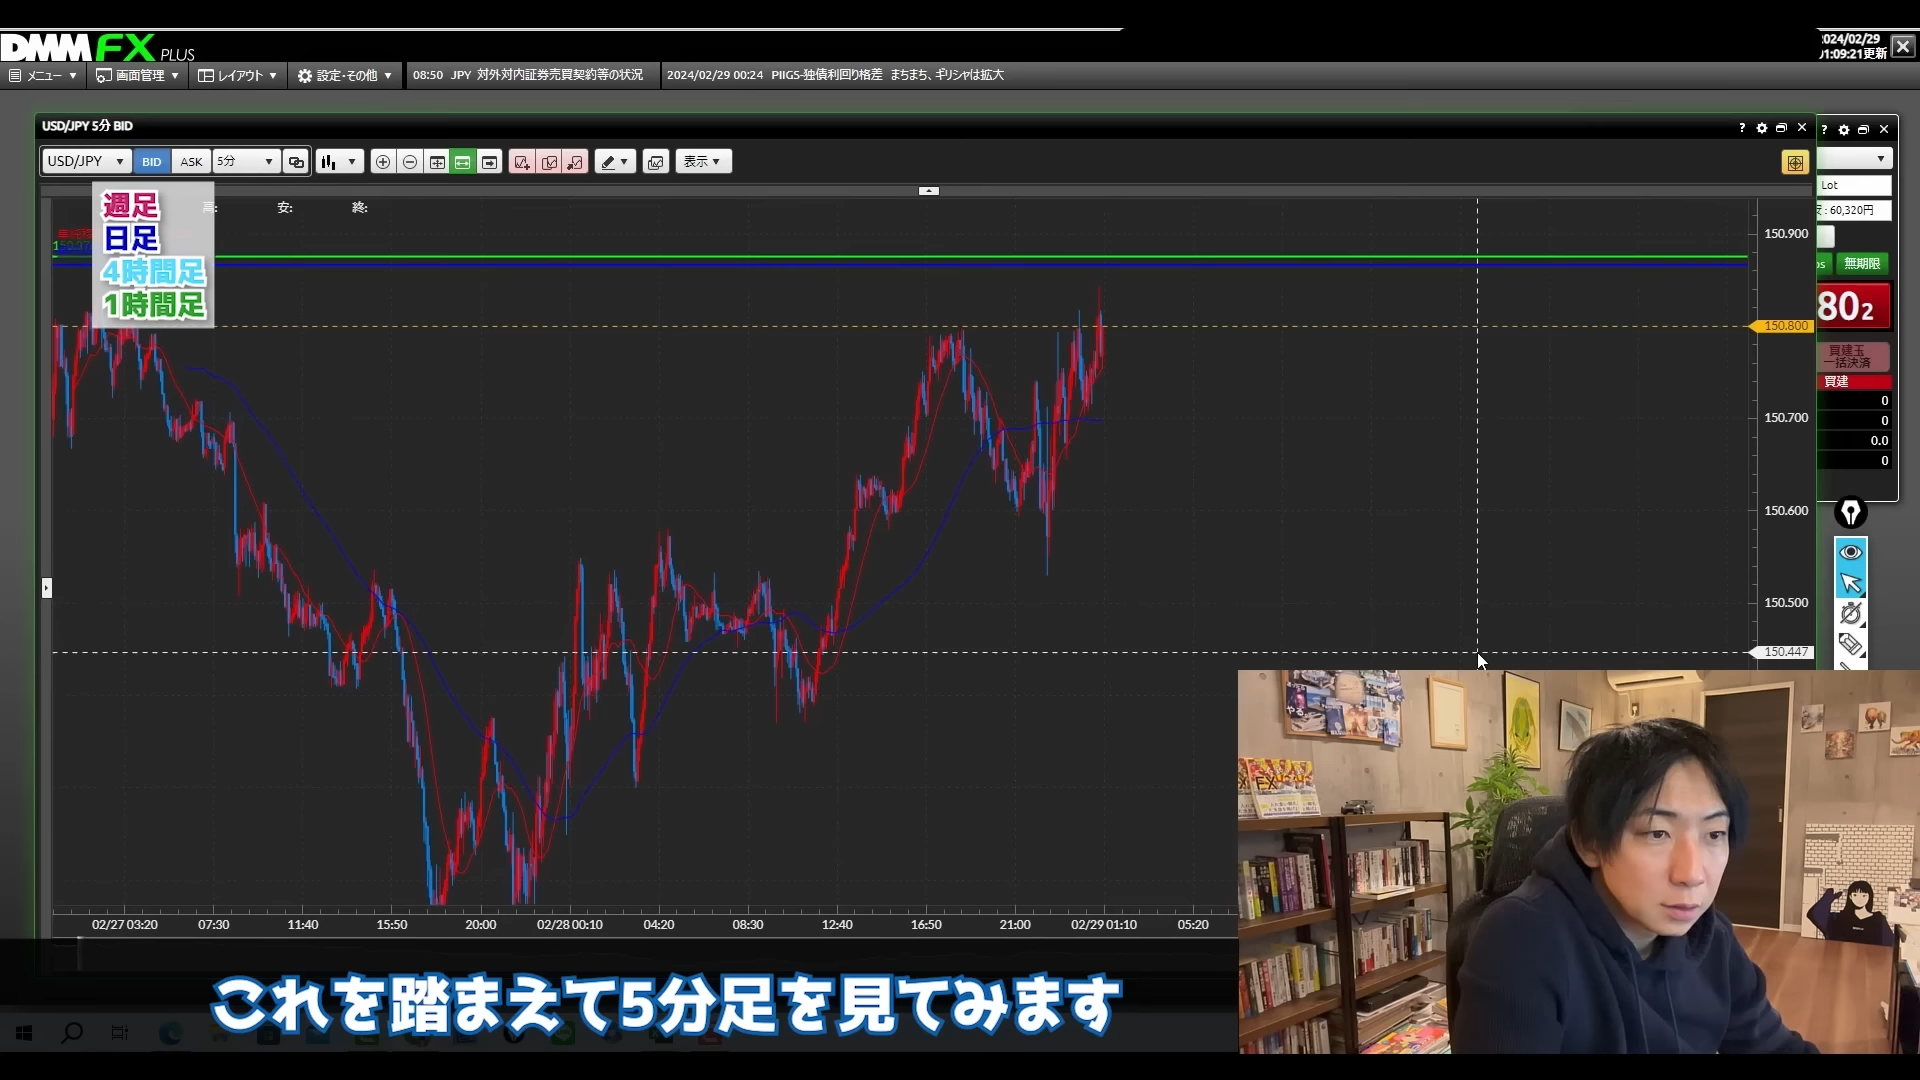 DMM FX PLUS
2024/02/29
01:09:21更新
メニュー ▼
画面管理 ▼
レイアウト ▼
設定・その他 ▼
08:50 JPY 対外対内証券売買契約等の状況
2024/02/29 00:24 PIIGS-独債利回り格差 まちまち、ギリシャは拡大
USD/JPY 5分 BID
USD/JPY
BID
ASK
5分
表示
Lot
: 60,320円
週足
日足
4時間足
1時間足
高:
安:
終:
150.900
150.800
150.700
150.600
150.500
150.447
無期限
802
買建玉
一括決済
買建
0
0
0.0
0
02/27 03:20
07:30
11:40
15:50
20:00
02/28 00:10
04:20
08:30
12:40
16:50
21:00
02/29 01:10
05:20
FX
これを踏まえて5分足を見てみます